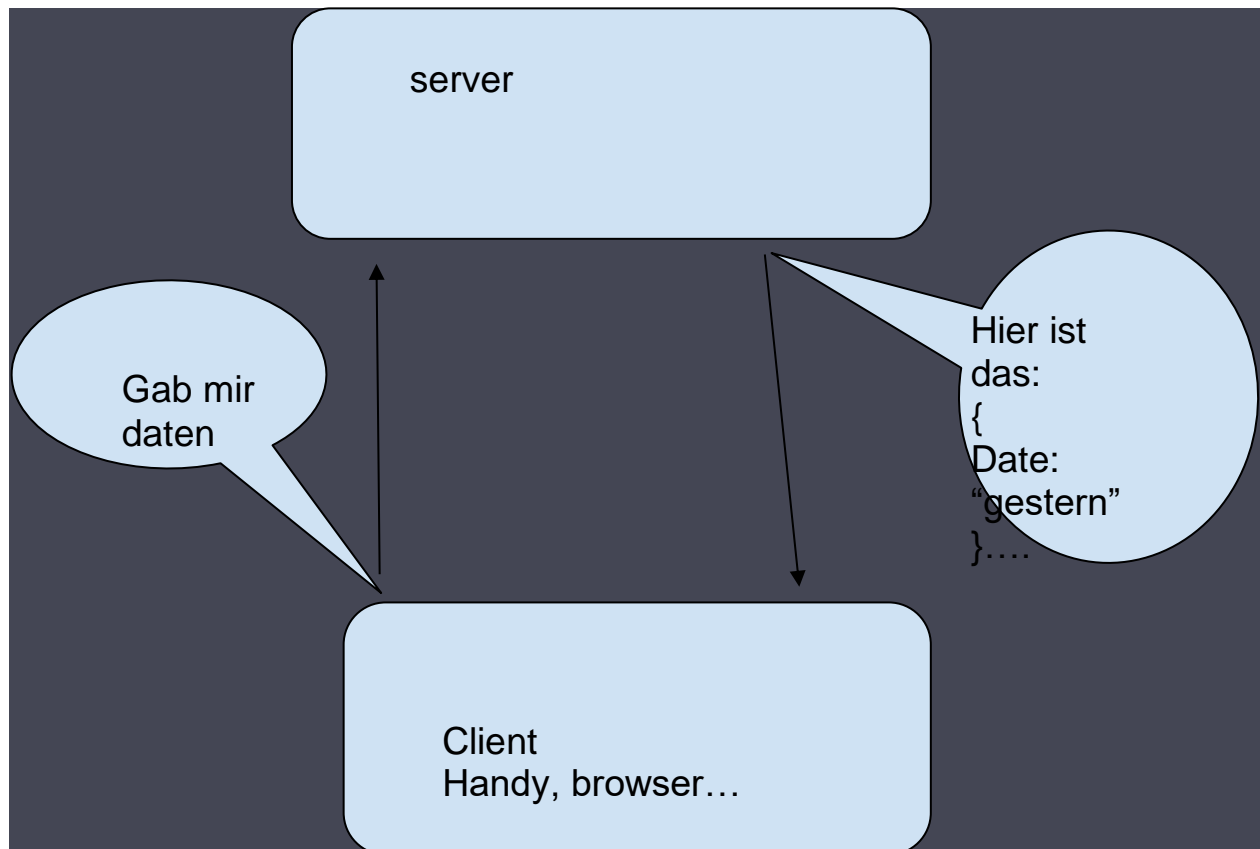 server
Gab mir
daten
Hier ist
das:
{
Date:
“gestern”
}….
Client
Handy, browser…